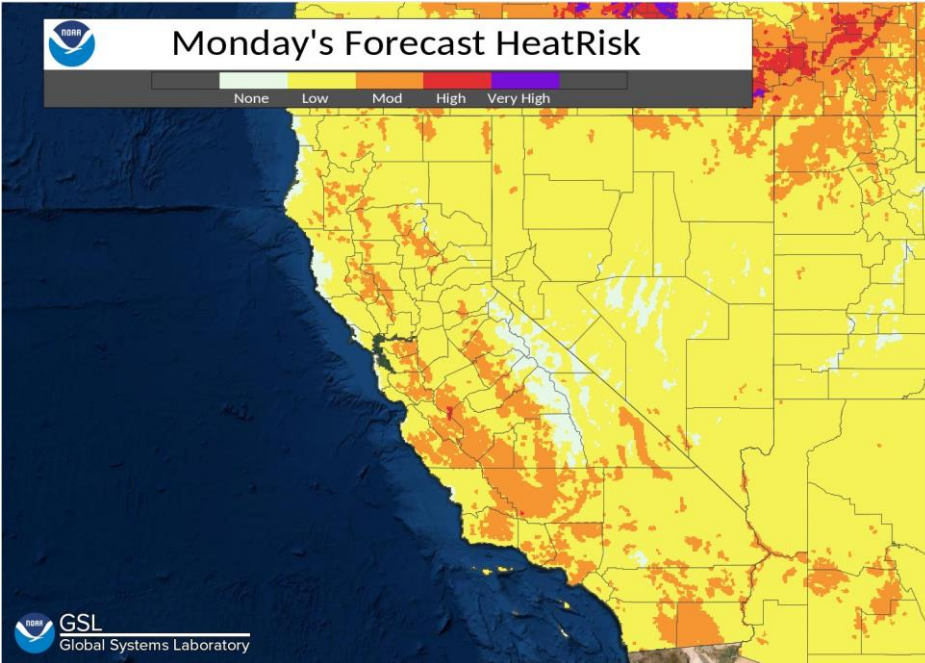 NOAA
Monday's Forecast HeatRisk
None Low Mod High Very High
NOAA
GSL
Global Systems Laboratory